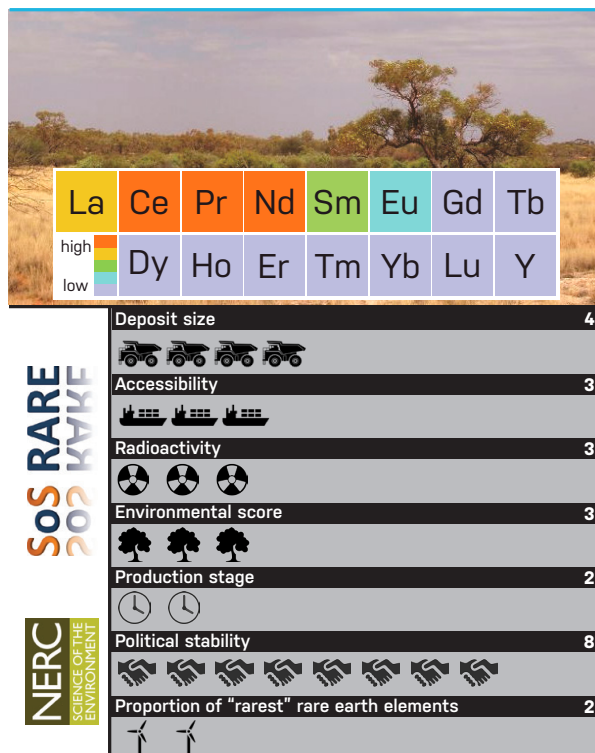 La Ce Pr Nd Sm Eu Gd Tb
high
low
Dy Ho Er Tm Yb Lu Y
Deposit size 4
Accessibility 3
Radioactivity 3
Environmental score 3
Production stage 2
Political stability 8
Proportion of “rarest” rare earth elements 2
SoS RARE
NERC
SCIENCE OF THE
ENVIRONMENT